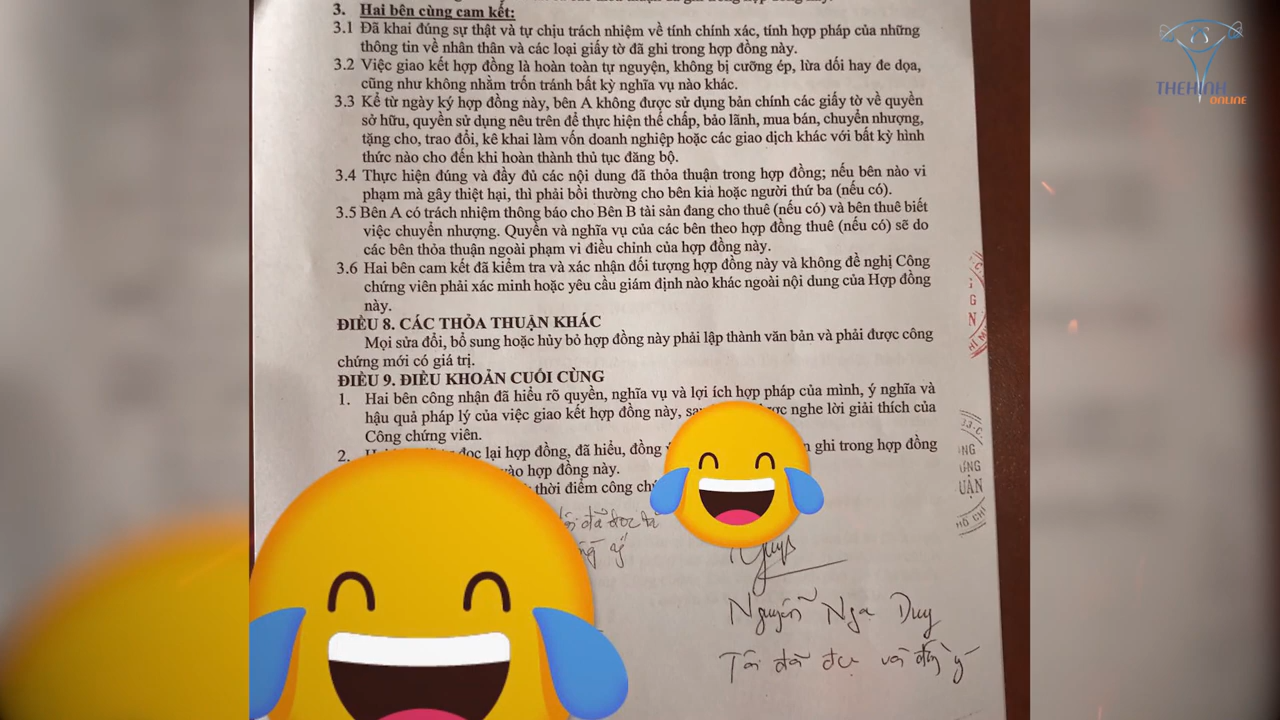 THEHINH
ONLINE
3. Hai bên cùng cam kết:
3.1 Đã khai đúng sự thật và tự chịu trách nhiệm về tính chính xác, tính hợp pháp của những
thông tin về nhân thân và các loại giấy tờ đã ghi trong hợp đồng này.
3.2 Việc giao kết hợp đồng là hoàn toàn tự nguyện, không bị cưỡng ép, lừa dối hay đe dọa,
cũng như không nhằm trốn tránh bất kỳ nghĩa vụ nào khác.
3.3 Kể từ ngày ký hợp đồng này, bên A không được sử dụng bản chính các giấy tờ về quyền
sở hữu, quyền sử dụng nêu trên để thực hiện thế chấp, bảo lãnh, mua bán, chuyển nhượng,
tặng cho, trao đổi, kê khai làm vốn doanh nghiệp hoặc các giao dịch khác với bất kỳ hình
thức nào cho đến khi hoàn thành thủ tục đăng bộ.
3.4 Thực hiện đúng và đầy đủ các nội dung đã thỏa thuận trong hợp đồng; nếu bên nào vi
phạm mà gây thiệt hại, thì phải bồi thường cho bên kia hoặc người thứ ba (nếu có).
3.5 Bên A có trách nhiệm thông báo cho Bên B tài sản đang cho thuê (nếu có) và bên thuê biết
việc chuyển nhượng. Quyền và nghĩa vụ của các bên theo hợp đồng thuê (nếu có) sẽ do
các bên thỏa thuận ngoài phạm vi điều chỉnh của hợp đồng này.
3.6 Hai bên cam kết đã kiểm tra và xác nhận đối tượng hợp đồng này và không đề nghị Công
chứng viên phải xác minh hoặc yêu cầu giám định nào khác ngoài nội dung của Hợp đồng
này.
ĐIỀU 8. CÁC THỎA THUẬN KHÁC
Mọi sửa đổi, bổ sung hoặc hủy bỏ hợp đồng này phải lập thành văn bản và phải được công
chứng mới có giá trị.
ĐIỀU 9. ĐIỀU KHOẢN CUỐI CÙNG
1. Hai bên công nhận đã hiểu rõ quyền, nghĩa vụ và lợi ích hợp pháp của mình, ý nghĩa và
hậu quả pháp lý của việc giao kết hợp đồng này, nghe lời giải thích của
Công chứng viên.
2. đọc lại hợp đồng, đã hiểu, đồng ghi trong hợp đồng
vào hợp đồng này.
thời điểm công
Nguyễn Nga Duy
Tôi đã đọc và đồng ý